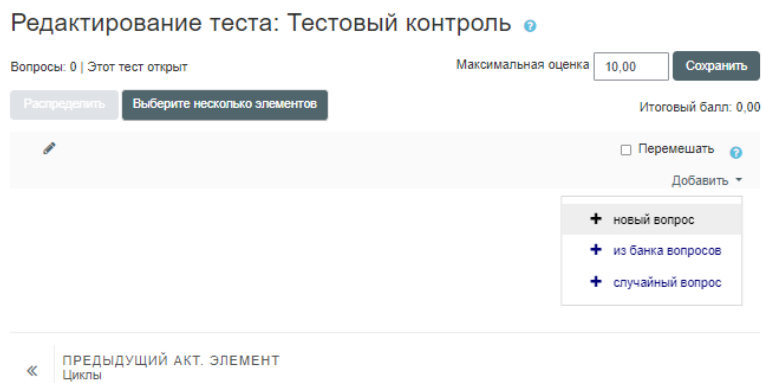 Редактирование теста: Тестовый контроль
Вопросы: 0 | Этот тест открыт
Максимальная оценка 10,00 Сохранить
Распределить Выберите несколько элементов
Итоговый балл: 0,00
Перемешать
Добавить
+ новый вопрос
+ из банка вопросов
+ случайный вопрос
« ПРЕДЫДУЩИЙ АКТ. ЭЛЕМЕНТ
Циклы